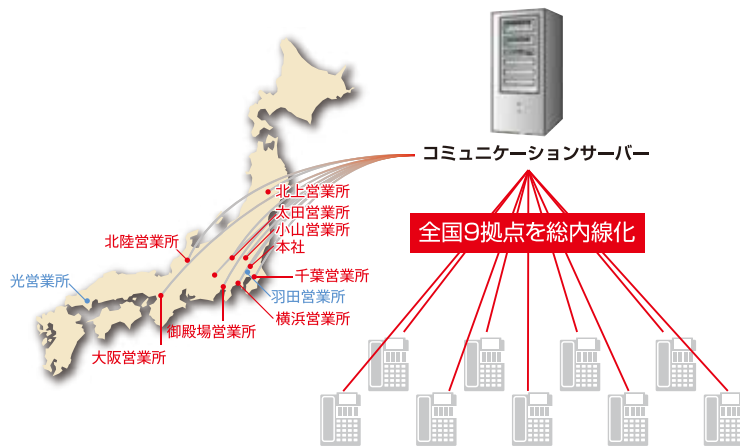 コミュニケーションサーバー
全国9拠点を総内線化
北上営業所
太田営業所
小山営業所
本社
北陸営業所
千葉営業所
光営業所
羽田営業所
横浜営業所
御殿場営業所
大阪営業所